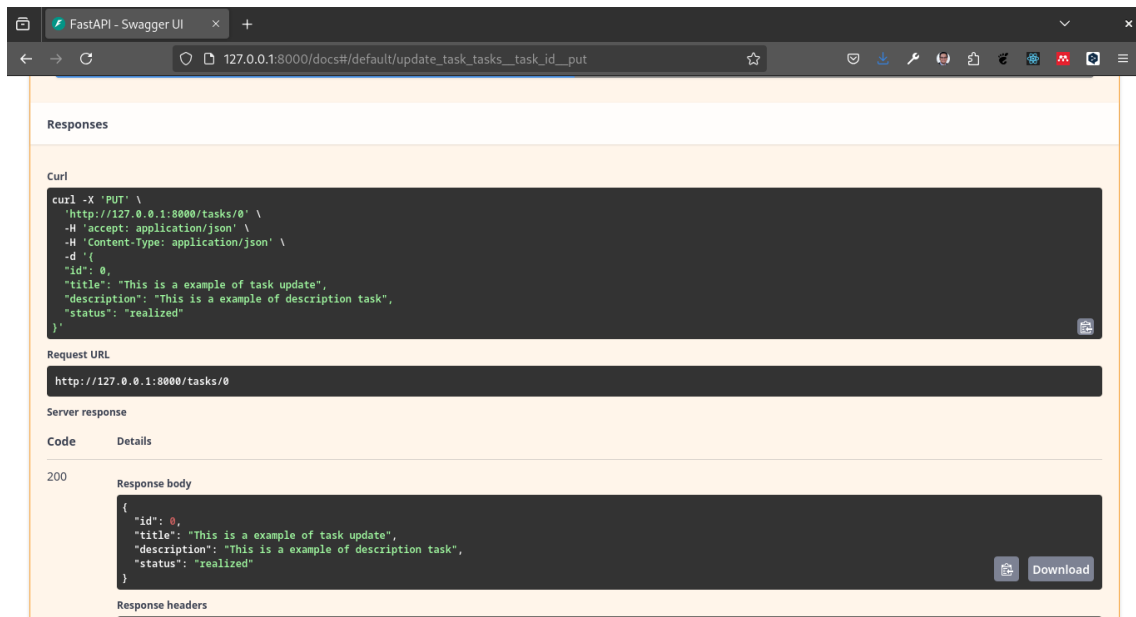 FastAPI - Swagger UI
127.0.0.1:8000/docs#/default/update_task_tasks__task_id__put
Responses
Curl
curl -X 'PUT' \
'http://127.0.0.1:8000/tasks/0' \
-H 'accept: application/json' \
-H 'Content-Type: application/json' \
-d '{
"id": 0,
"title": "This is a example of task update",
"description": "This is a example of description task",
"status": "realized"
}'
Request URL
http://127.0.0.1:8000/tasks/0
Server response
Code Details
200
Response body
{
"id": 0,
"title": "This is a example of task update",
"description": "This is a example of description task",
"status": "realized"
}
Download
Response headers